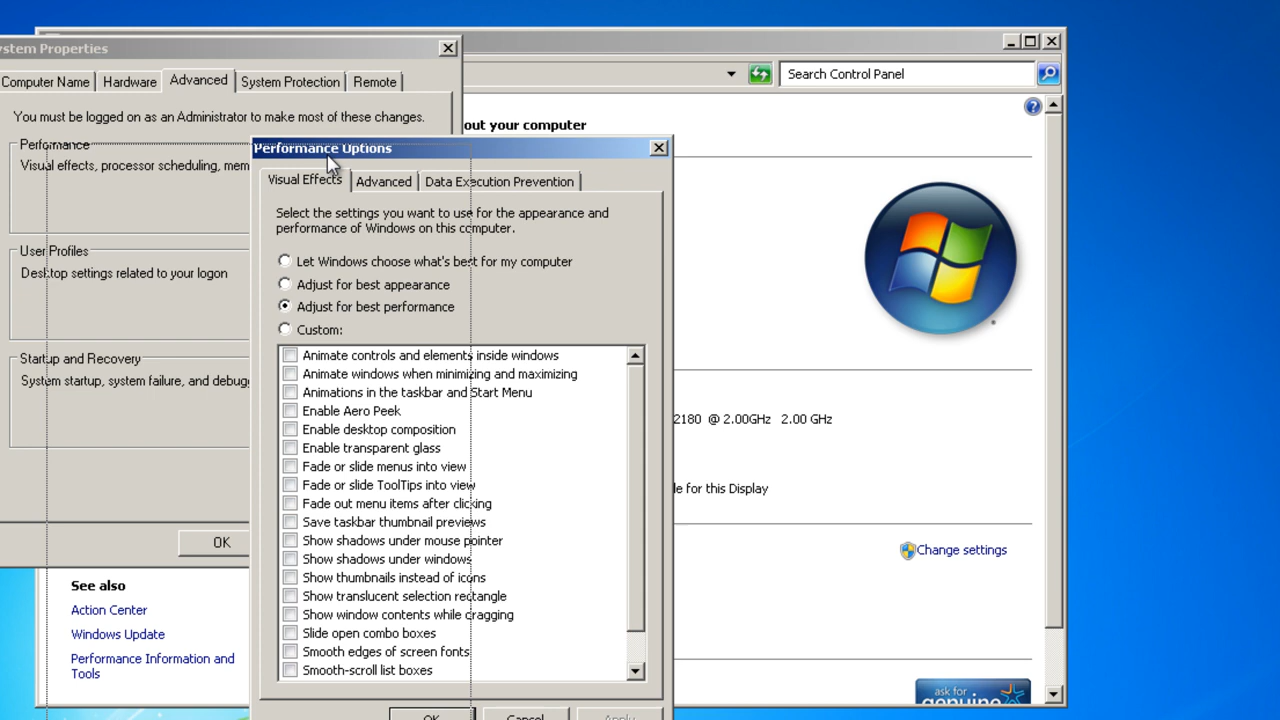 ystem Properties
Computer Name
Hardware
Advanced
System Protection
Remote
You must be logged on as an Administrator to make most of these changes.
Performance
Visual effects, processor scheduling, mem
User Profiles
Desktop settings related to your logon
Startup and Recovery
System startup, system failure, and debug
OK
Search Control Panel
out your computer
Performance Options
Visual Effects
Advanced
Data Execution Prevention
Select the settings you want to use for the appearance and
performance of Windows on this computer.
Let Windows choose what's best for my computer
Adjust for best appearance
Adjust for best performance
Custom:
Animate controls and elements inside windows
Animate windows when minimizing and maximizing
Animations in the taskbar and Start Menu
Enable Aero Peek
Enable desktop composition
Enable transparent glass
Fade or slide menus into view
Fade or slide ToolTips into view
Fade out menu items after clicking
Save taskbar thumbnail previews
Show shadows under mouse pointer
Show shadows under windows
Show thumbnails instead of icons
Show translucent selection rectangle
Show window contents while dragging
Slide open combo boxes
Smooth edges of screen fonts
Smooth-scroll list boxes
OK
Cancel
Apply
2180 @ 2.00GHz 2.00 GHz
le for this Display
Change settings
See also
Action Center
Windows Update
Performance Information and
Tools
ask for
genuine